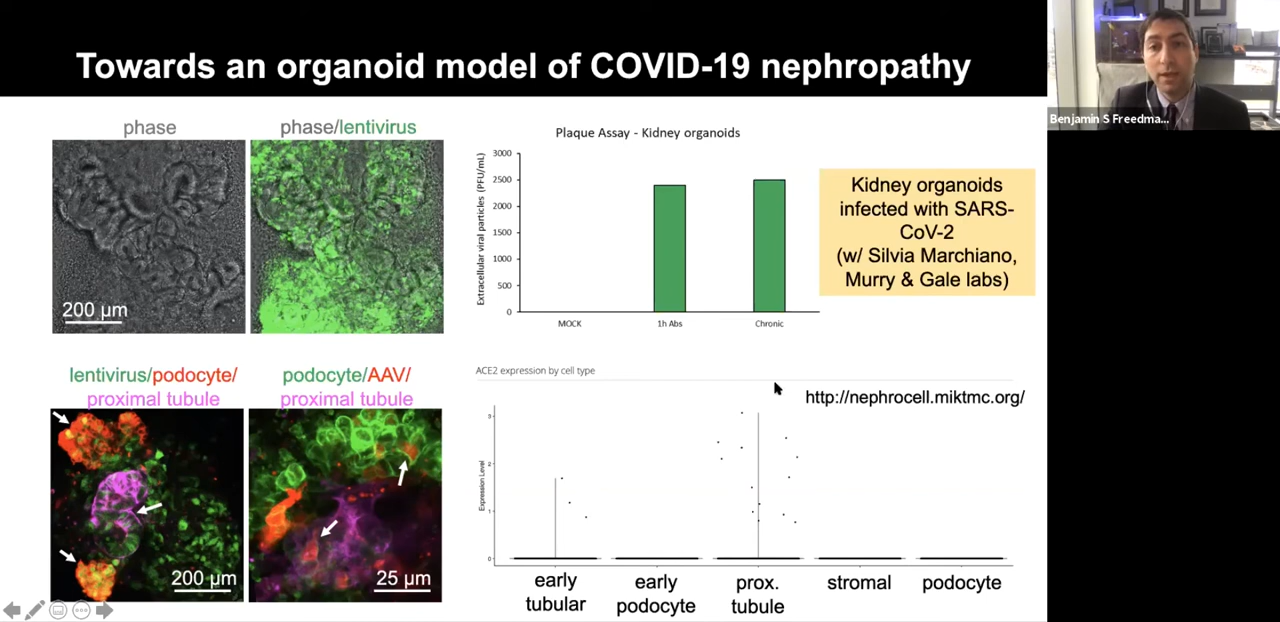 Towards an organoid model of COVID-19 nephropathy
Benjamin S Freedma...
phase
phase/lentivirus
200 μm
lentivirus/podocyte/
proximal tubule
200 μm
podocyte/AAV/
proximal tubule
25 μm
Plaque Assay - Kidney organoids
Extracellular viral particles (PFU/mL)
3000
2500
2000
1500
1000
500
0
MOCK
1h Abs
Chronic
Kidney organoids
infected with SARS-
CoV-2
(w/ Silvia Marchiano,
Murry & Gale labs)
ACE2 expression by cell type
http://nephrocell.miktmc.org/
Expression Level
3
2
1
0
early
tubular
early
podocyte
prox.
tubule
stromal
podocyte